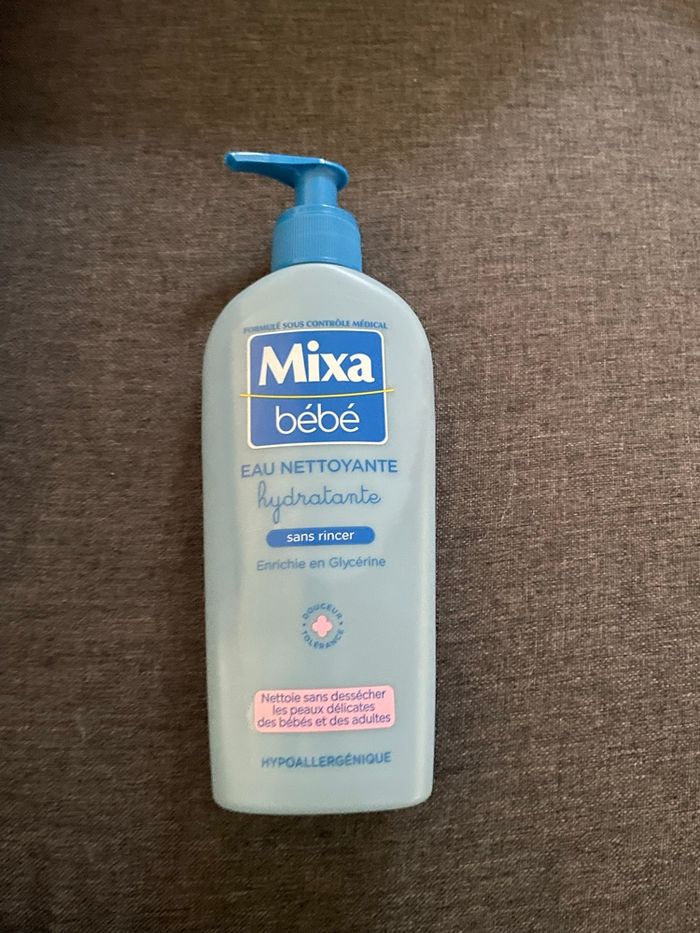 FORMULÉ SOUS CONTRÔLE MÉDICAL
Mixa
bébé
EAU NETTOYANTE
hydratante
sans rincer
Enrichie en Glycérine
DOUCEUR
TOLÉRANCE
Nettoie sans dessécher
les peaux délicates
des bébés et des adultes
HYPOALLERGÉNIQUE